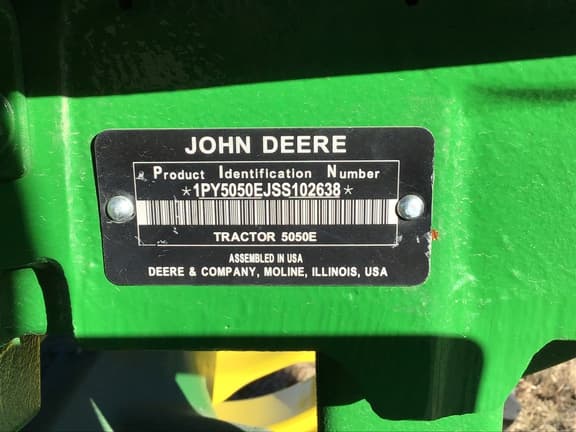 JOHN DEERE
Product Identification Number
*1PY5050EJSS102638*
TRACTOR 5050E
ASSEMBLED IN USA
DEERE & COMPANY, MOLINE, ILLINOIS, USA